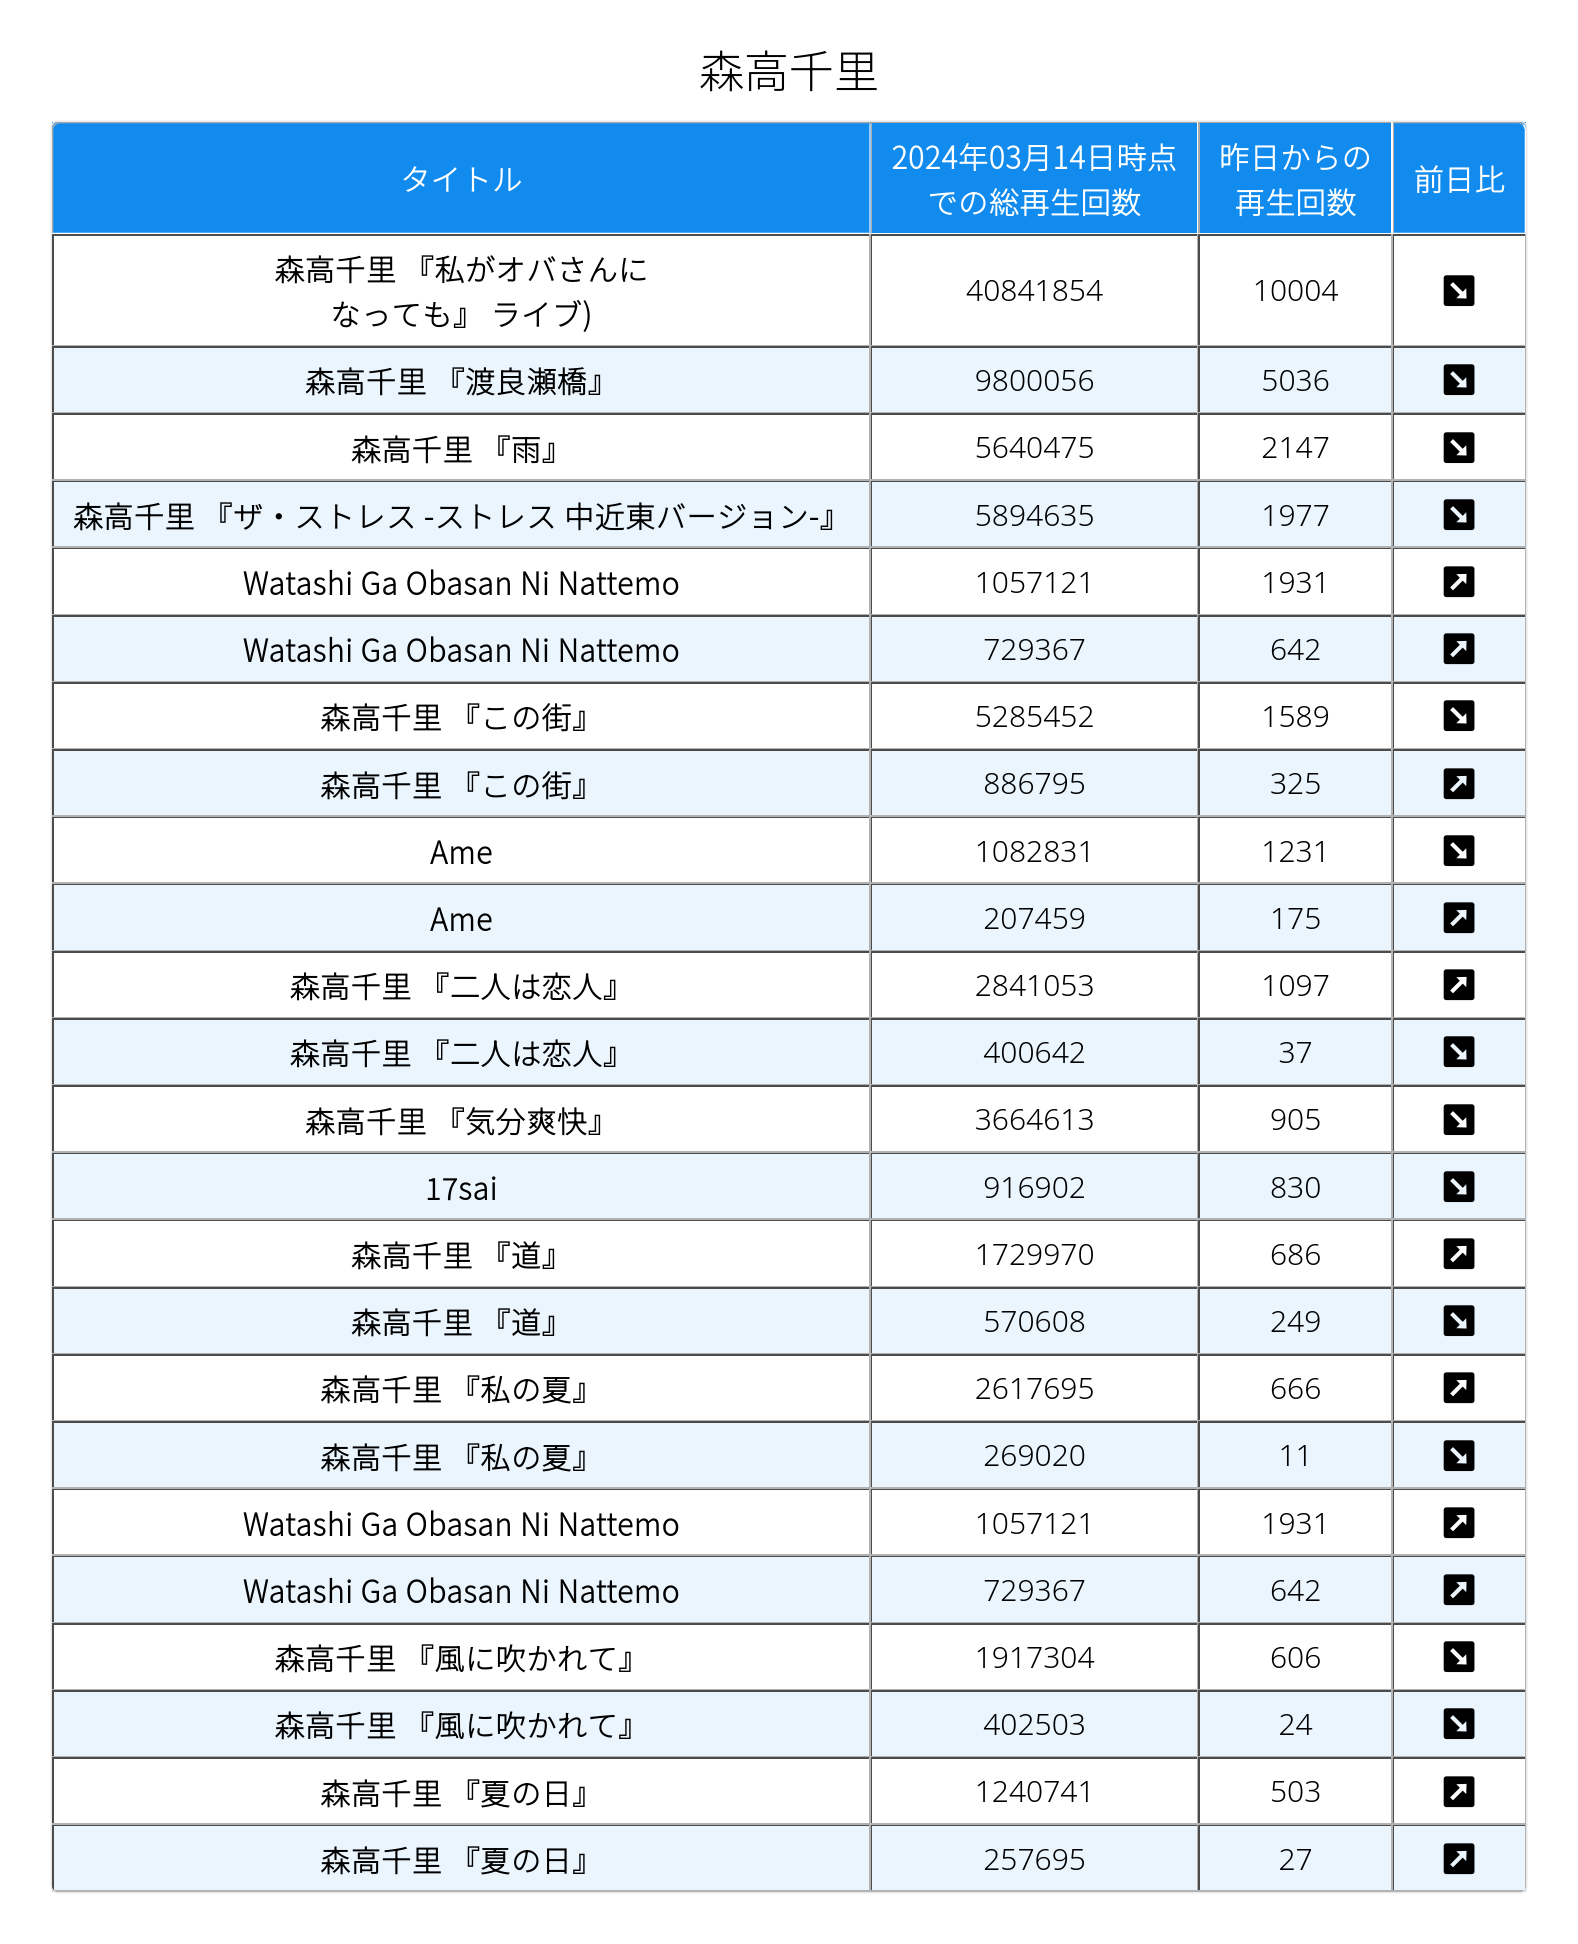 森高千里
タイトル
2024年03月14日時点
での総再生回数
昨日からの
再生回数
前日比
森高千里 『私がオバさんに
なっても』 ライブ)
40841854
10004
森高千里 『渡良瀬橋』
9800056
5036
森高千里 『雨』
5640475
2147
森高千里 『ザ・ストレス -ストレス 中近東バージョン-』
5894635
1977
Watashi Ga Obasan Ni Nattemo
1057121
1931
Watashi Ga Obasan Ni Nattemo
729367
642
森高千里 『この街』
5285452
1589
森高千里 『この街』
886795
325
Ame
1082831
1231
Ame
207459
175
森高千里 『二人は恋人』
2841053
1097
森高千里 『二人は恋人』
400642
37
森高千里 『気分爽快』
3664613
905
17sai
916902
830
森高千里 『道』
1729970
686
森高千里 『道』
570608
249
森高千里 『私の夏』
2617695
666
森高千里 『私の夏』
269020
11
Watashi Ga Obasan Ni Nattemo
1057121
1931
Watashi Ga Obasan Ni Nattemo
729367
642
森高千里 『風に吹かれて』
1917304
606
森高千里 『風に吹かれて』
402503
24
森高千里 『夏の日』
1240741
503
森高千里 『夏の日』
257695
27